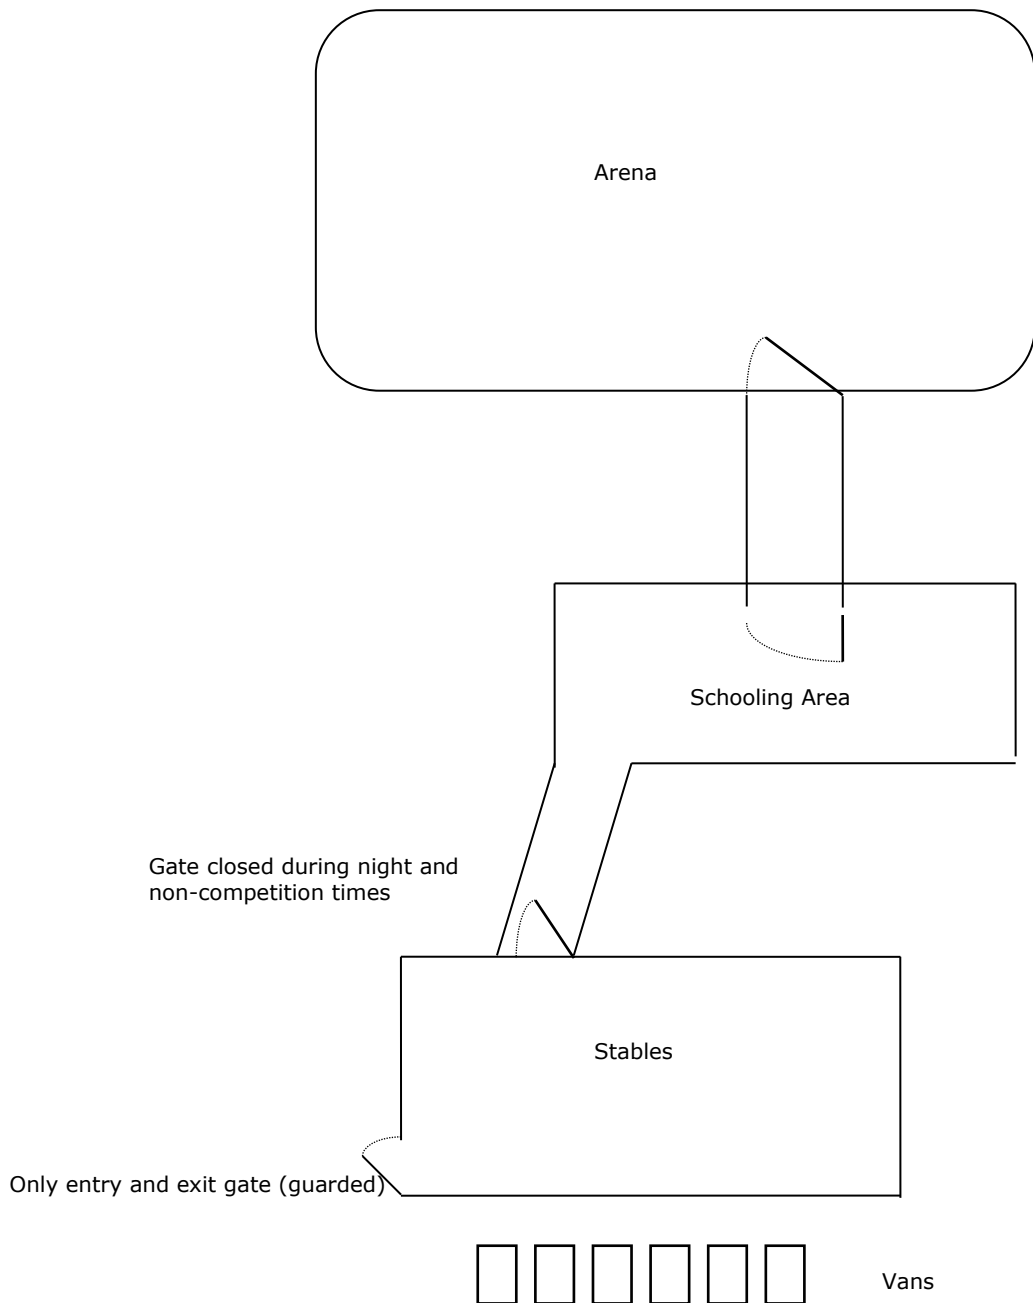 Arena
Schooling Area
Gate closed during night and
non-competition times
Stables
Only entry and exit gate (guarded)
Vans